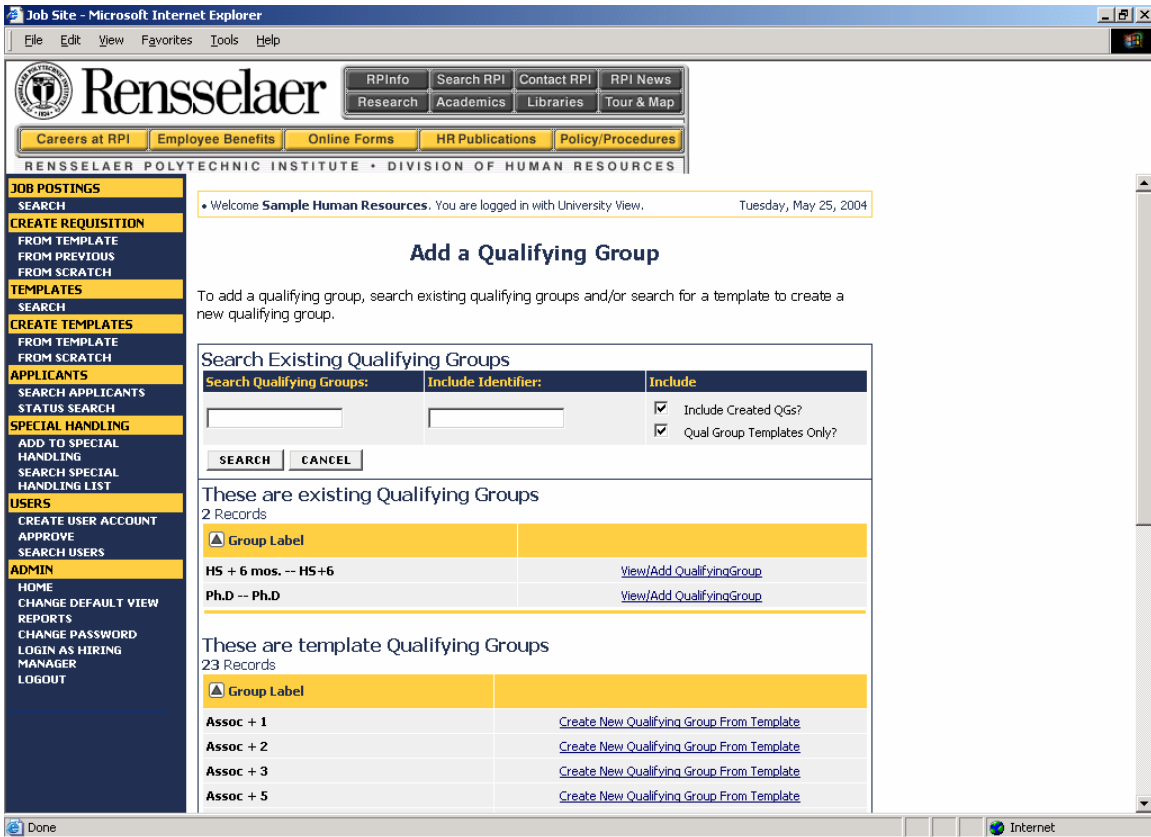 Job Site - Microsoft Internet Explorer
File Edit View Favorites Tools Help
Rensselaer
RPInfo Search RPI Contact RPI RPI News
Research Academics Libraries Tour & Map
Careers at RPI Employee Benefits Online Forms HR Publications Policy/Procedures
RENSSELAER POLYTECHNIC INSTITUTE • DIVISION OF HUMAN RESOURCES
JOB POSTINGS
SEARCH
CREATE REQUISITION
FROM TEMPLATE
FROM PREVIOUS
FROM SCRATCH
TEMPLATES
SEARCH
CREATE TEMPLATES
FROM TEMPLATE
FROM SCRATCH
APPLICANTS
SEARCH APPLICANTS
STATUS SEARCH
SPECIAL HANDLING
ADD TO SPECIAL
HANDLING
SEARCH SPECIAL
HANDLING LIST
USERS
CREATE USER ACCOUNT
APPROVE
SEARCH USERS
ADMIN
HOME
CHANGE DEFAULT VIEW
REPORTS
CHANGE PASSWORD
LOGIN AS HIRING
MANAGER
LOGOUT
• Welcome Sample Human Resources. You are logged in with University View. Tuesday, May 25, 2004
Add a Qualifying Group
To add a qualifying group, search existing qualifying groups and/or search for a template to create a
new qualifying group.
Search Existing Qualifying Groups
Search Qualifying Groups: Include Identifier: Include
Include Created QGs?
Qual Group Templates Only?
SEARCH CANCEL
These are existing Qualifying Groups
2 Records
Group Label
HS + 6 mos. -- HS+6 View/Add QualifyingGroup
Ph.D -- Ph.D View/Add QualifyingGroup
These are template Qualifying Groups
23 Records
Group Label
Assoc + 1 Create New Qualifying Group From Template
Assoc + 2 Create New Qualifying Group From Template
Assoc + 3 Create New Qualifying Group From Template
Assoc + 5 Create New Qualifying Group From Template
Done Internet